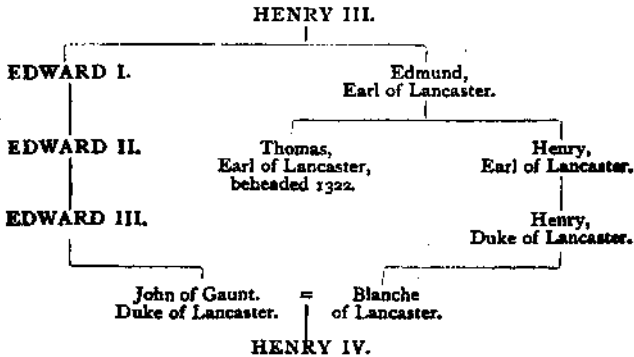 HENRY III.
EDWARD I.
Edmund,
Earl of Lancaster.
EDWARD II.
Thomas,
Earl of Lancaster,
beheaded 1322.
Henry,
Earl of Lancaster.
EDWARD III.
Henry,
Duke of Lancaster.
John of Gaunt. = Blanche
Duke of Lancaster. of Lancaster.
HENRY IV.